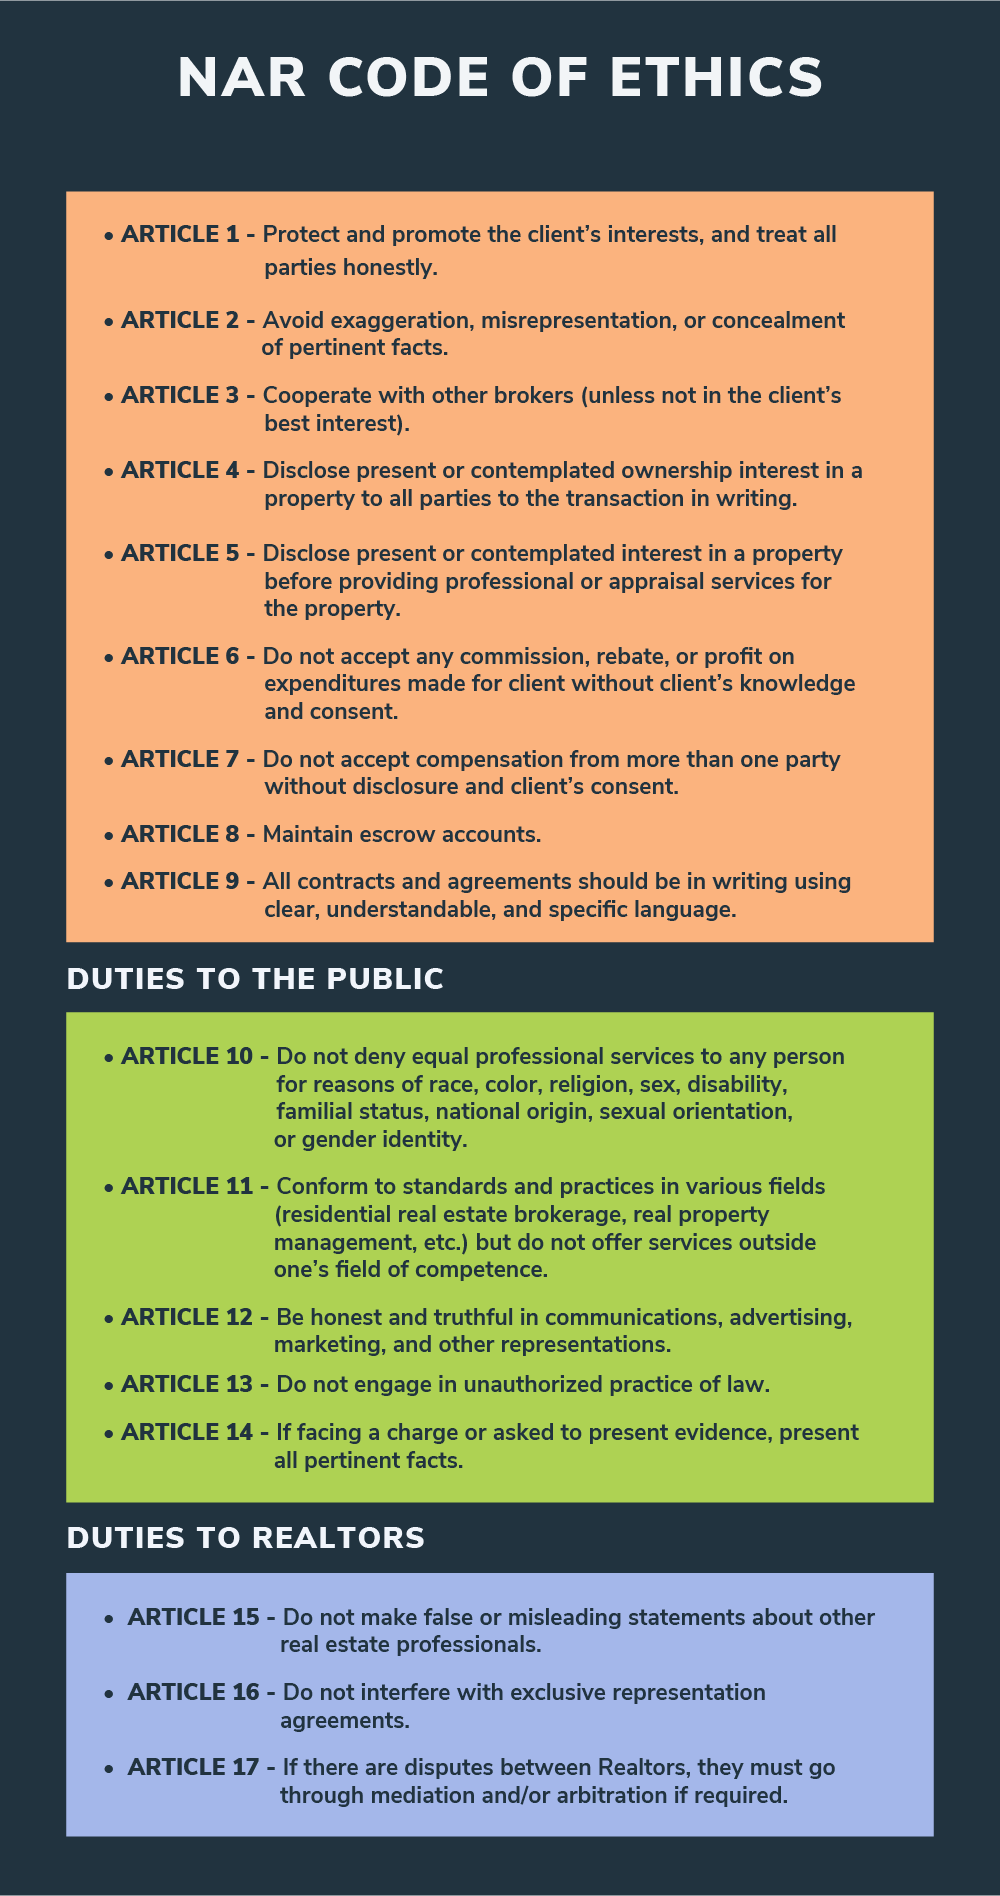 NAR CODE OF ETHICS
• ARTICLE 1 - Protect and promote the client’s interests, and treat all
parties honestly.
• ARTICLE 2 - Avoid exaggeration, misrepresentation, or concealment
of pertinent facts.
• ARTICLE 3 - Cooperate with other brokers (unless not in the client’s
best interest).
• ARTICLE 4 - Disclose present or contemplated ownership interest in a
property to all parties to the transaction in writing.
• ARTICLE 5 - Disclose present or contemplated interest in a property
before providing professional or appraisal services for
the property.
• ARTICLE 6 - Do not accept any commission, rebate, or profit on
expenditures made for client without client’s knowledge
and consent.
• ARTICLE 7 - Do not accept compensation from more than one party
without disclosure and client’s consent.
• ARTICLE 8 - Maintain escrow accounts.
• ARTICLE 9 - All contracts and agreements should be in writing using
clear, understandable, and specific language.
DUTIES TO THE PUBLIC
• ARTICLE 10 - Do not deny equal professional services to any person
for reasons of race, color, religion, sex, disability,
familial status, national origin, sexual orientation,
or gender identity.
• ARTICLE 11 - Conform to standards and practices in various fields
(residential real estate brokerage, real property
management, etc.) but do not offer services outside
one’s field of competence.
• ARTICLE 12 - Be honest and truthful in communications, advertising,
marketing, and other representations.
• ARTICLE 13 - Do not engage in unauthorized practice of law.
• ARTICLE 14 - If facing a charge or asked to present evidence, present
all pertinent facts.
DUTIES TO REALTORS
• ARTICLE 15 - Do not make false or misleading statements about other
real estate professionals.
• ARTICLE 16 - Do not interfere with exclusive representation
agreements.
• ARTICLE 17 - If there are disputes between Realtors, they must go
through mediation and/or arbitration if required.